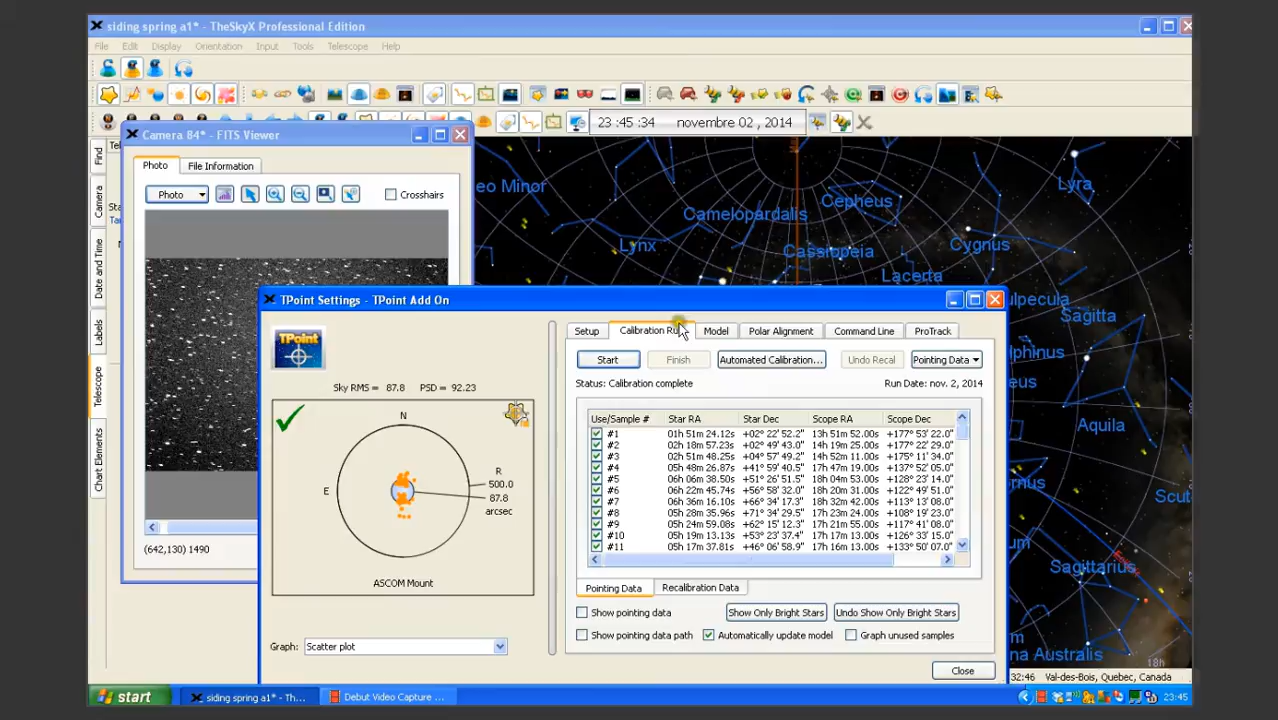 siding spring a1* - TheSkyX Professional Edition
File Edit Display Orientation Input Tools Telescope Help
23 :45 :34 novembre 02 , 2014
Camera 84* - FITS Viewer
Photo File Information
Photo Crosshairs
(642,130) 1490
Find
Camera
Date and Time
Labels
Telescope
Chart Elements
eo Minor
Lynx
Camelopardalis
Cepheus
Cassiopeia
Lyra
Cygnus
Lacerta
ulpecula
Sagitta
lphinus
Aquila
Sagittarius
na Australis
18h
TPoint Settings - TPoint Add On
TPoint
Sky RMS = 87.8 PSD = 92.23
N
E
R
500.0
87.8
arcsec
ASCOM Mount
Graph: Scatter plot
Setup Calibration Ru Model Polar Alignment Command Line ProTrack
Start Finish Automated Calibration... Undo Recal Pointing Data
Status: Calibration complete Run Date: nov. 2, 2014
Use/Sample # Star RA Star Dec Scope RA Scope Dec
#1 01h 51m 24.12s +02° 22' 52.2" 13h 51m 52.00s +177° 53' 22.0"
#2 02h 18m 57.23s +02° 49' 43.0" 14h 19m 25.00s +177° 22' 29.0"
#3 02h 51m 48.25s +04° 57' 49.2" 14h 52m 11.00s +175° 11' 34.0"
#4 05h 48m 26.87s +41° 59' 40.5" 17h 47m 19.00s +137° 52' 05.0"
#5 06h 06m 38.50s +51° 26' 51.5" 18h 04m 53.00s +128° 23' 14.0"
#6 06h 22m 45.74s +56° 58' 32.0" 18h 20m 31.00s +122° 49' 51.0"
#7 06h 36m 16.10s +66° 34' 17.3" 18h 32m 42.00s +113° 13' 08.0"
#8 05h 28m 35.96s +71° 34' 29.5" 17h 23m 24.00s +108° 19' 23.0"
#9 05h 24m 59.08s +62° 15' 12.3" 17h 21m 55.00s +117° 41' 08.0"
#10 05h 19m 13.13s +53° 23' 37.4" 17h 17m 10.00s +126° 33' 15.0"
#11 05h 17m 37.81s +46° 06' 58.9" 17h 16m 13.00s +133° 50' 07.0"
Pointing Data Recalibration Data
Show pointing data Show Only Bright Stars Undo Show Only Bright Stars
Show pointing data path Automatically update model Graph unused samples
Close
32:46 Val-des-Bois, Quebec, Canada
start siding spring a1* - Th... Debut Video Capture ... 23:45